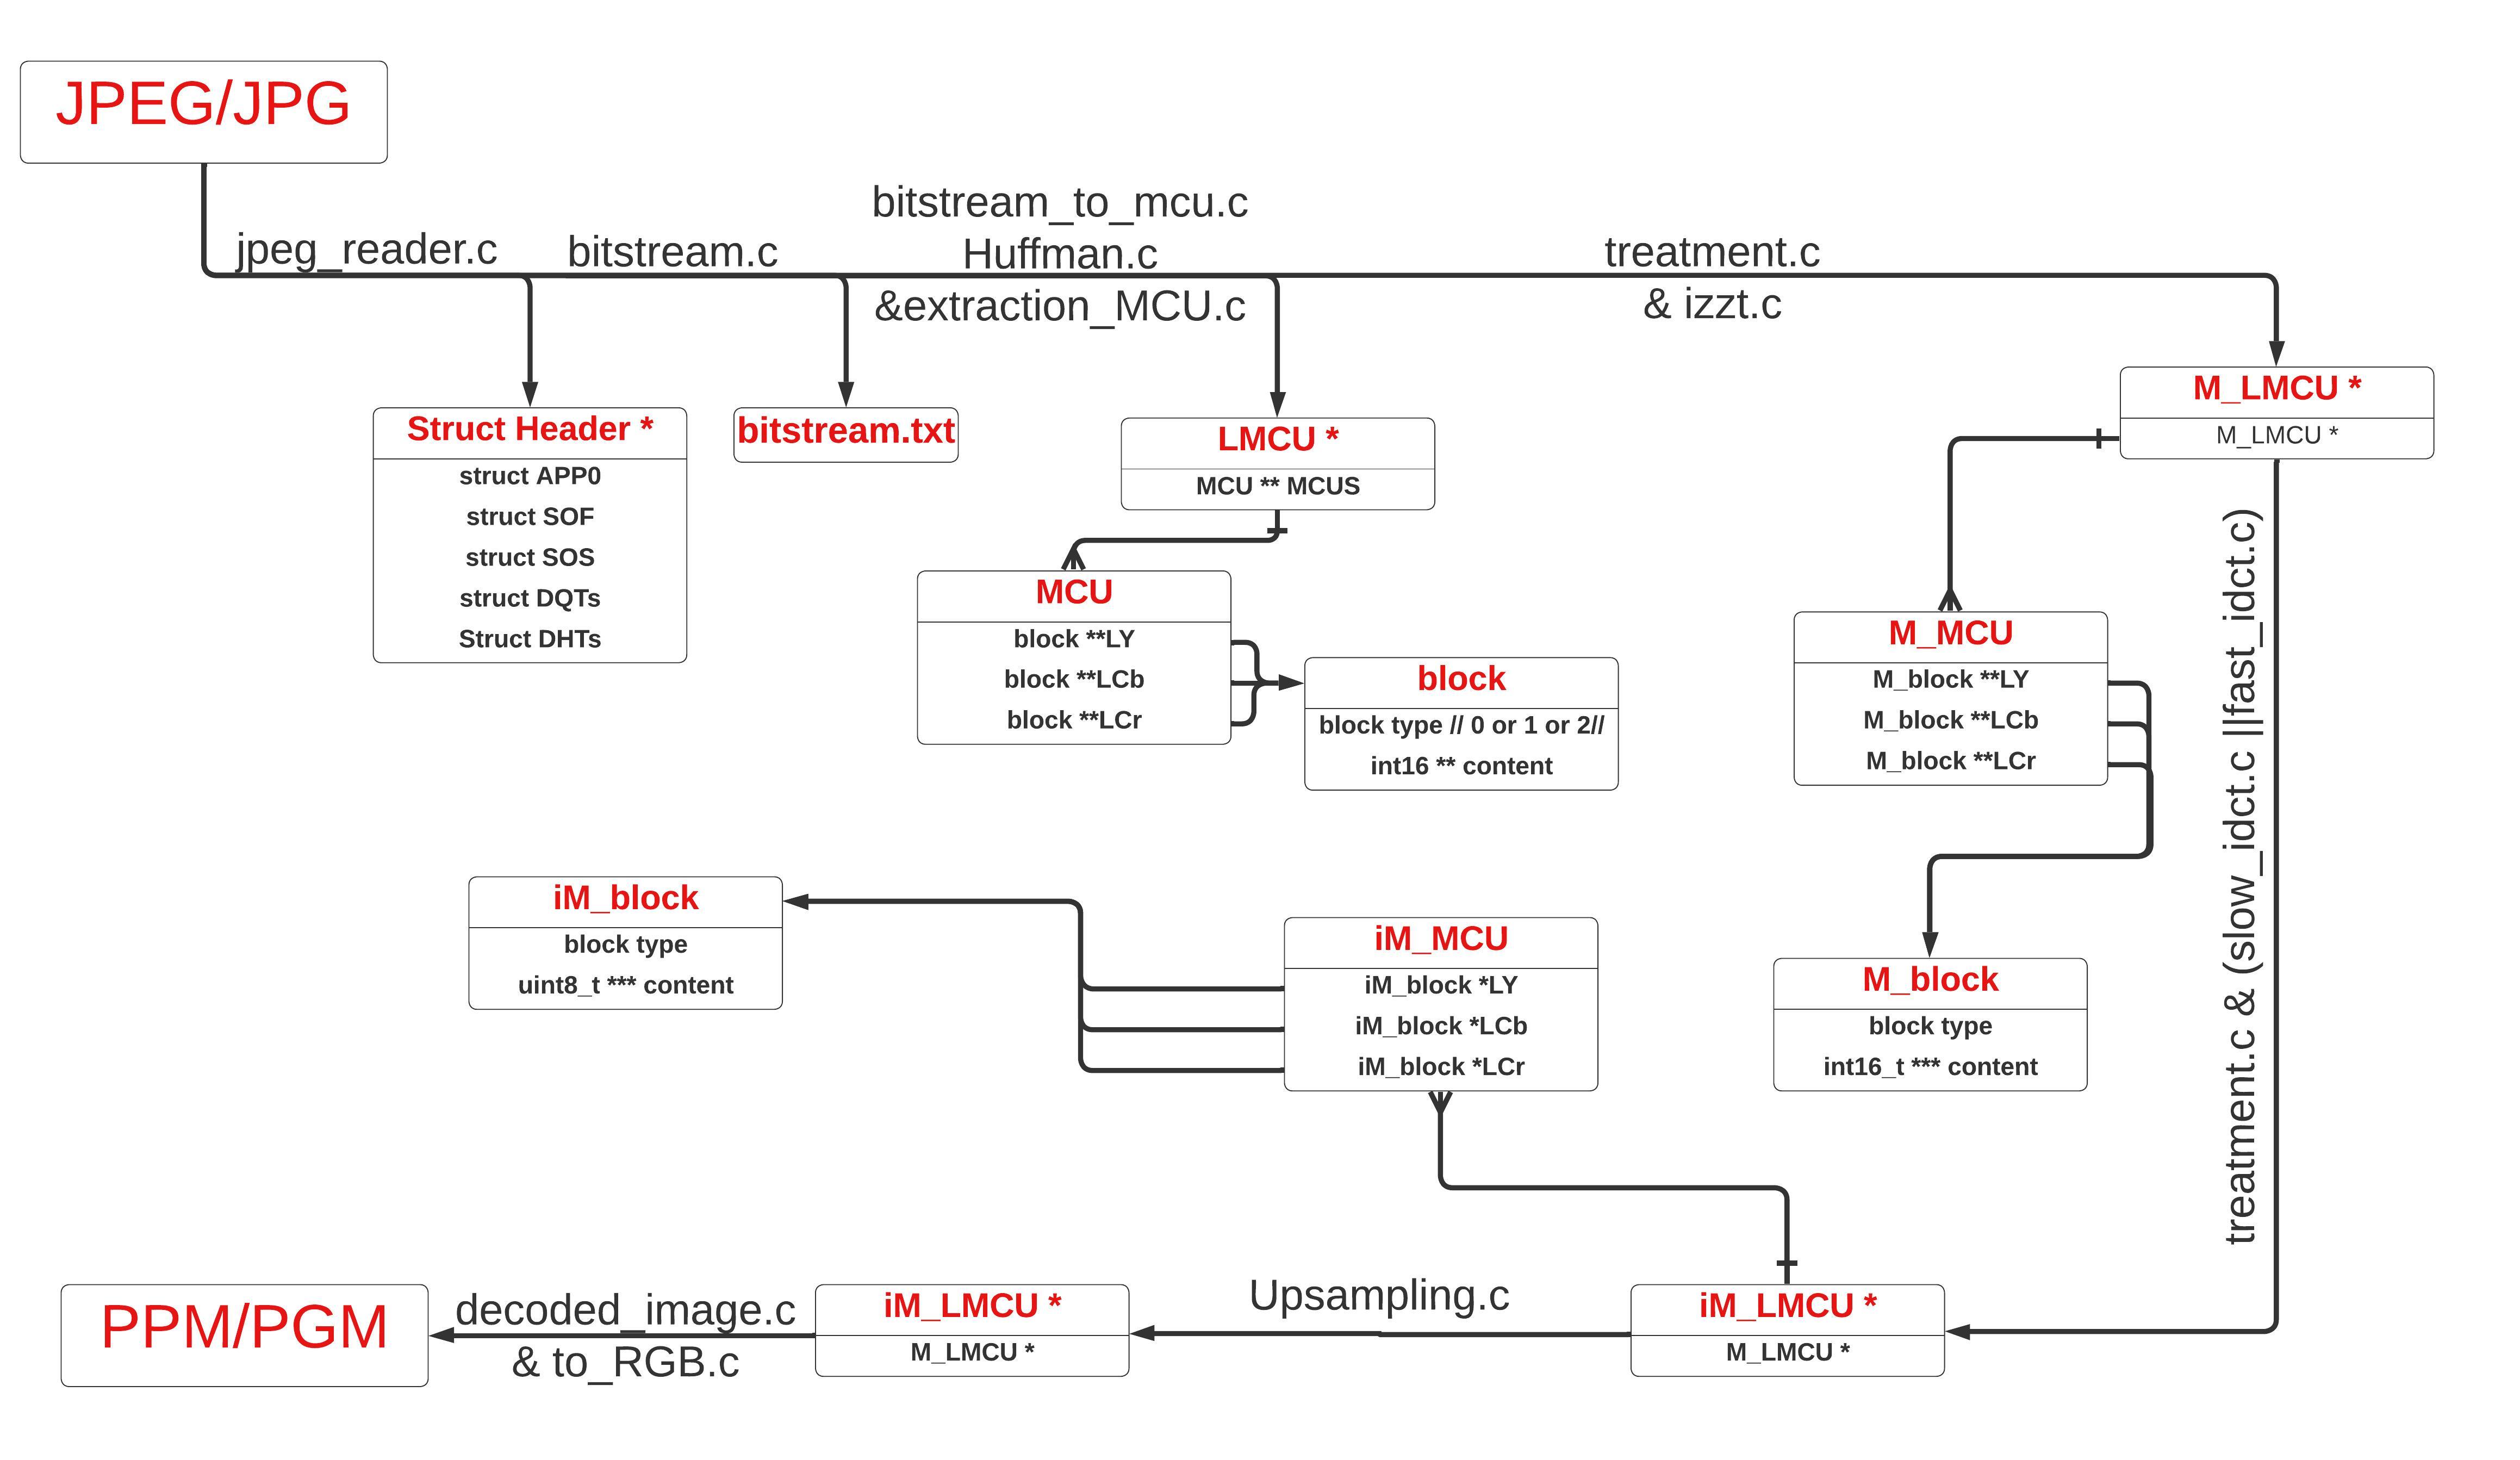 JPEG/JPG
jpeg_reader.c
bitstream.c
bitstream_to_mcu.c
Huffman.c
&extraction_MCU.c
treatment.c
& izzt.c
Struct Header *
struct APP0
struct SOF
struct SOS
struct DQTs
Struct DHTs
bitstream.txt
LMCU *
MCU ** MCUS
M_LMCU *
M_LMCU *
MCU
block **LY
block **LCb
block **LCr
block
block type // 0 or 1 or 2//
int16 ** content
M_MCU
M_block **LY
M_block **LCb
M_block **LCr
treatment.c & (slow_idct.c ||fast_idct.c)
iM_block
block type
uint8_t *** content
iM_MCU
iM_block *LY
iM_block *LCb
iM_block *LCr
M_block
block type
int16_t *** content
PPM/PGM
decoded_image.c
& to_RGB.c
iM_LMCU *
M_LMCU *
Upsampling.c
iM_LMCU *
M_LMCU *